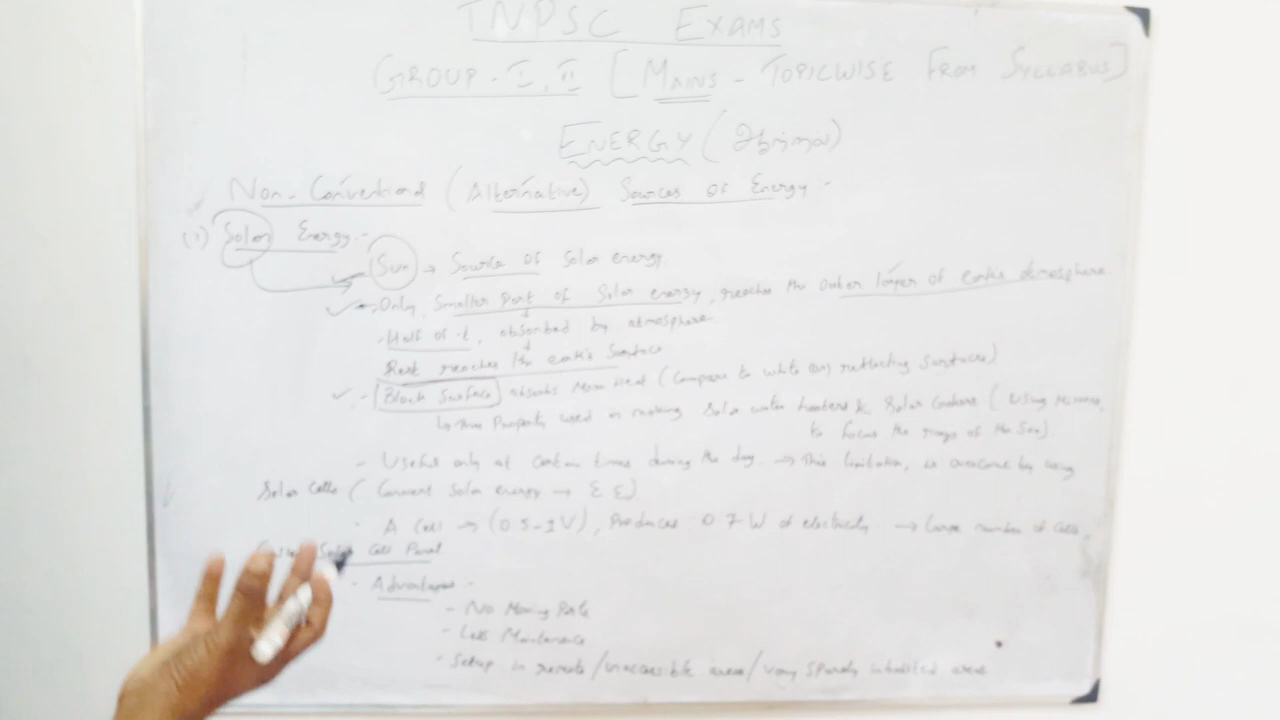 TNPSC EXAMS
GROUP - I, II [MAINS - TOPICWISE FROM SYLLABUS]
ENERGY (ஆற்றல்)
Non-Conventional (Alternative) Sources Of Energy -
(1) Solar Energy -
Sun → Source Of Solar energy
- Only Smaller Part of Solar energy, reaches the Outer layer of earth's atmosphere
- Half of it, absorbed by atmosphere
Rest reaches the earth's Surface
- Black Surface absorbs More Heat (Compare to white (or) reflecting Surfaces)
↳ this Property used in making Solar water heaters & Solar Cookers (Using Mirrors,
to focus the rays of the Sun)
- Useful only at certain times during the day → This limitation, is overcome by using
Solar Cells (Convert Solar energy → E E)
- A Cell → (0.5-1V), Produces 0.7W of electricity → Large number of Cells,
Solar Cell Panel
- Advantages -
- No Moving Parts
- Less Maintenance
- Setup in remote/inaccessible area/very Sparsely inhabited area